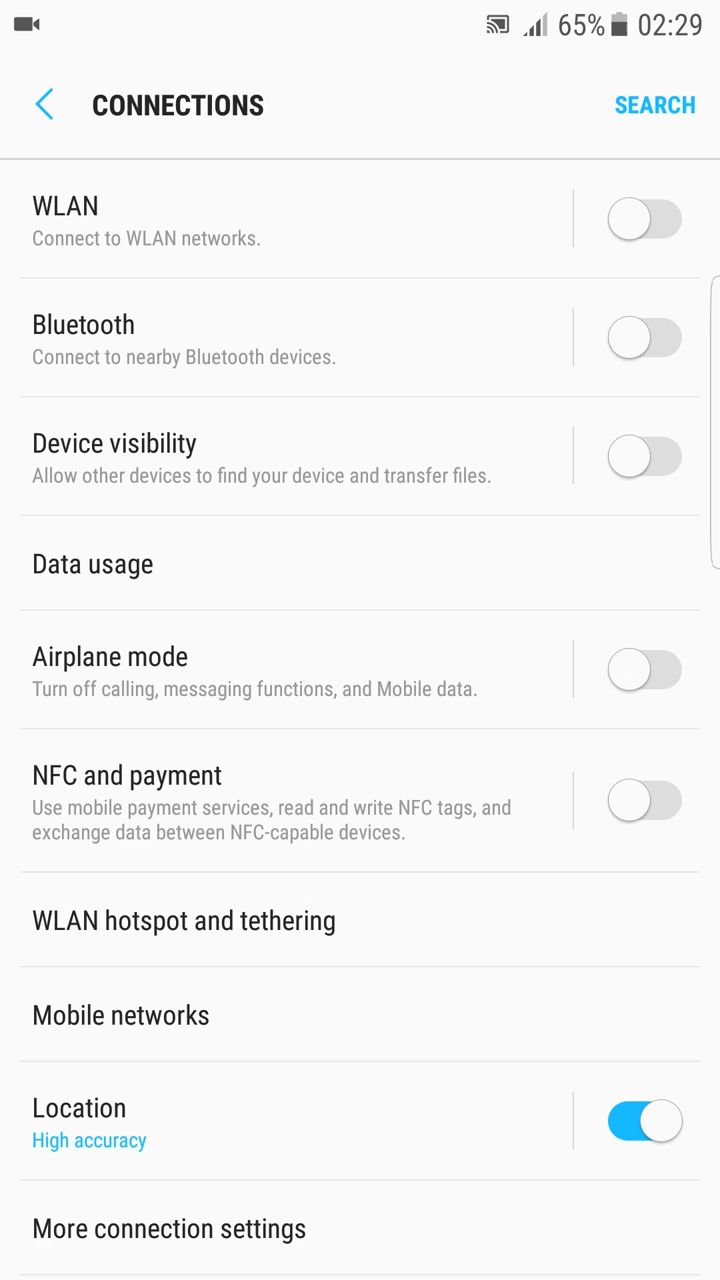 65% 02:29
CONNECTIONS SEARCH
WLAN
Connect to WLAN networks.
Bluetooth
Connect to nearby Bluetooth devices.
Device visibility
Allow other devices to find your device and transfer files.
Data usage
Airplane mode
Turn off calling, messaging functions, and Mobile data.
NFC and payment
Use mobile payment services, read and write NFC tags, and
exchange data between NFC-capable devices.
WLAN hotspot and tethering
Mobile networks
Location
High accuracy
More connection settings